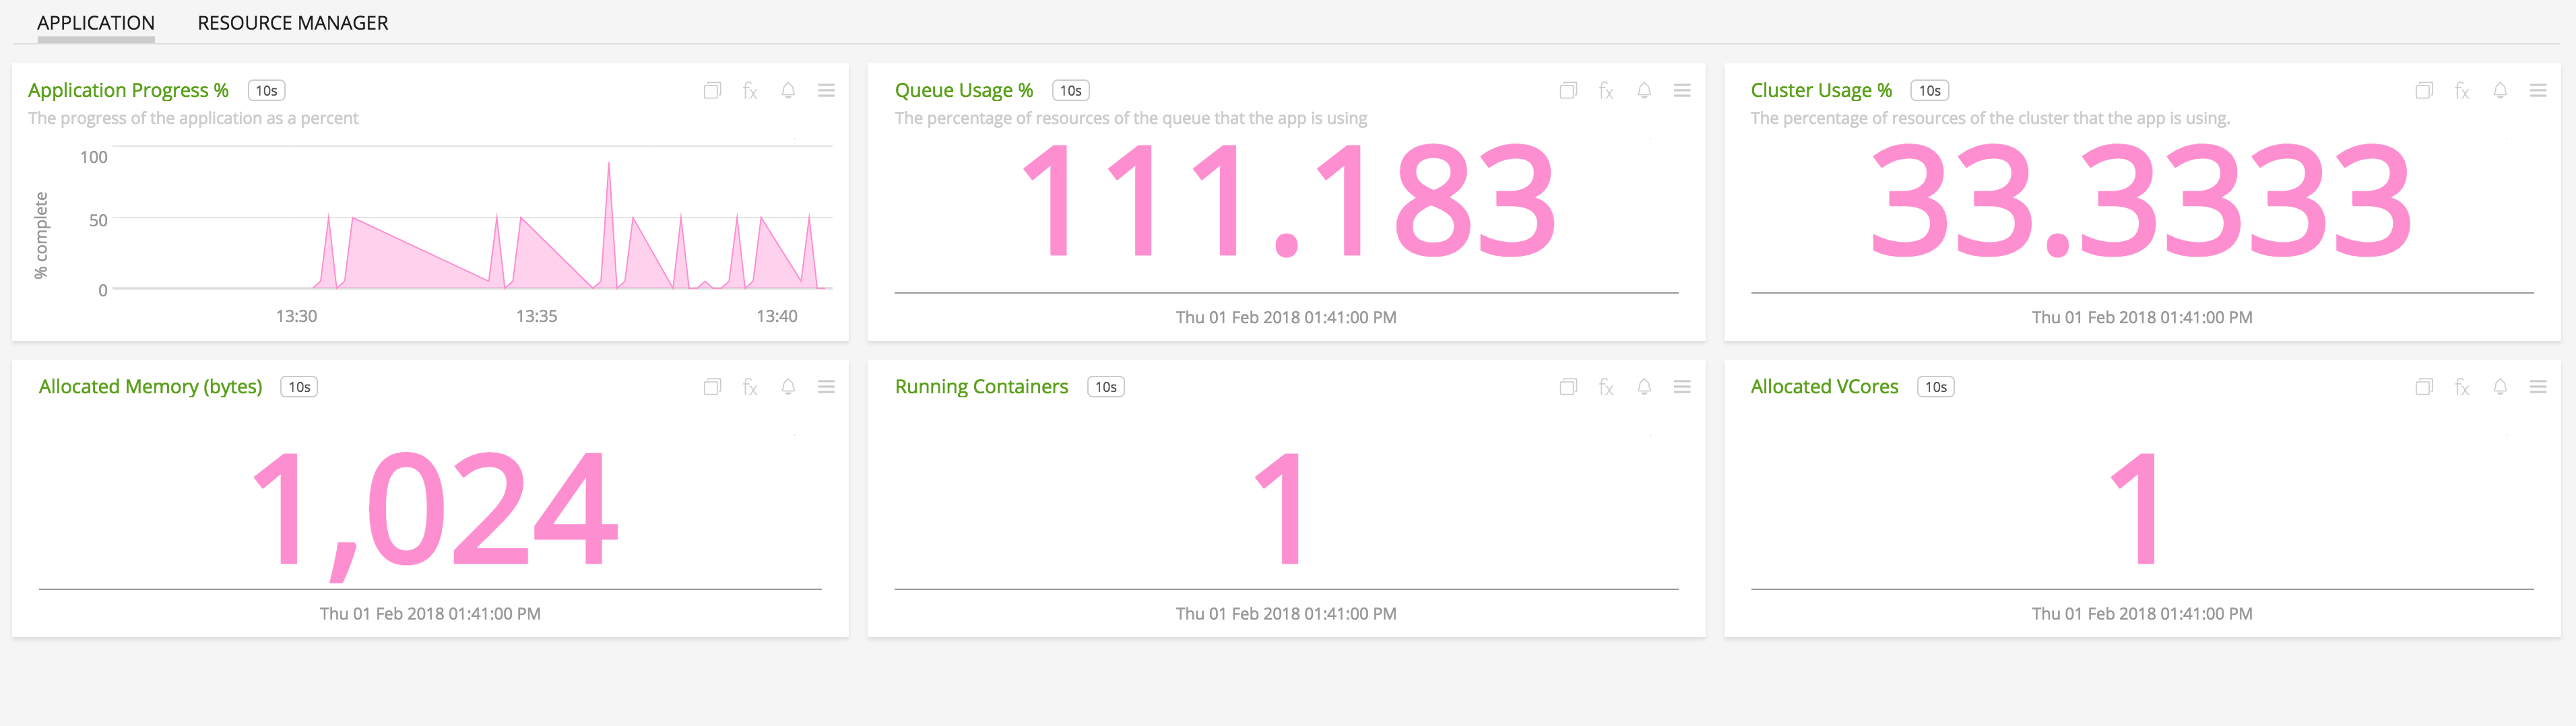 APPLICATION RESOURCE MANAGER
Application Progress % 10s fx
The progress of the application as a percent
% complete
100
50
0
13:30 13:35 13:40
Queue Usage % 10s fx
The percentage of resources of the queue that the app is using
111.183
Thu 01 Feb 2018 01:41:00 PM
Cluster Usage % 10s fx
The percentage of resources of the cluster that the app is using.
33.3333
Thu 01 Feb 2018 01:41:00 PM
Allocated Memory (bytes) 10s fx
1,024
Thu 01 Feb 2018 01:41:00 PM
Running Containers 10s fx
1
Thu 01 Feb 2018 01:41:00 PM
Allocated VCores 10s fx
1
Thu 01 Feb 2018 01:41:00 PM